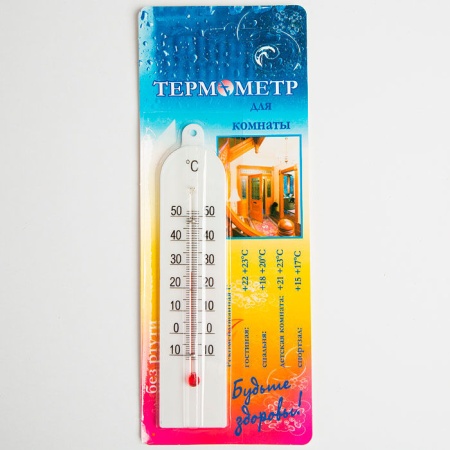 ТЕРМОМЕТР
для
комнаты
°C
50 50
40 40
30 30
20 20
10 10
0 0
10 10
без ртути
гостиная: +22 +23°C
спальня: +18 +20°C
детская комната: +21 +23°C
спортзал: +15 +17°C
Будьте
здоровы!